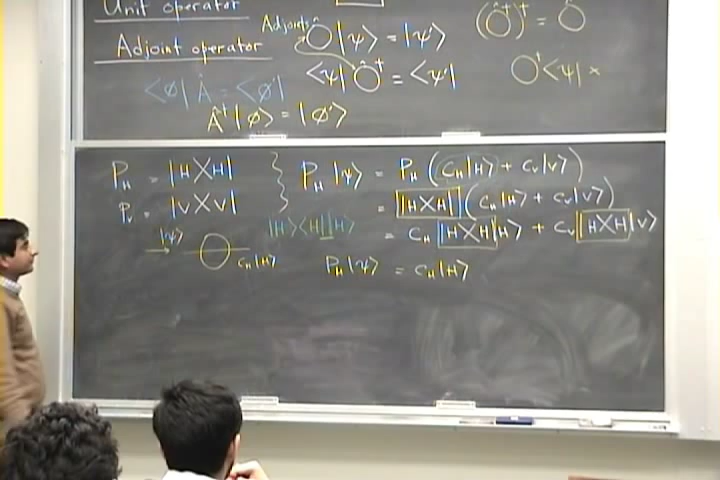 Unit operator
Adjoint operator
Adjoint
Ô|ψ⟩ = |ψ'⟩
⟨ψ|Ô† = ⟨ψ'|
(Ô†)† = Ô
Ô†⟨ψ| ×
⟨ϕ|Â = ⟨ϕ'|
Â†|ϕ⟩ = |ϕ'⟩
P_H = |H⟩⟨H|
P_V = |V⟩⟨V|
|ψ⟩
c_H|H⟩
|H⟩⟨H||H⟩
P_H|ψ⟩ = P_H (c_H|H⟩ + c_V|V⟩)
= |H⟩⟨H| (c_H|H⟩ + c_V|V⟩)
= c_H |H⟩⟨H|H⟩ + c_V |H⟩⟨H|V⟩
P_H|ψ⟩ = c_H|H⟩